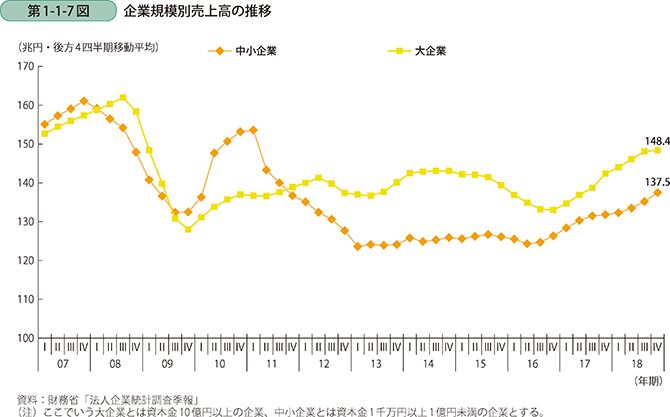 第1-1-7図 企業規模別売上高の推移
(兆円・後方4四半期移動平均)
中小企業 大企業
170
160
150
140
130
120
110
100
148.4
137.5
Ⅰ Ⅱ Ⅲ Ⅳ Ⅰ Ⅱ Ⅲ Ⅳ Ⅰ Ⅱ Ⅲ Ⅳ Ⅰ Ⅱ Ⅲ Ⅳ Ⅰ Ⅱ Ⅲ Ⅳ Ⅰ Ⅱ Ⅲ Ⅳ Ⅰ Ⅱ Ⅲ Ⅳ Ⅰ Ⅱ Ⅲ Ⅳ Ⅰ Ⅱ Ⅲ Ⅳ Ⅰ Ⅱ Ⅲ Ⅳ Ⅰ Ⅱ Ⅲ Ⅳ Ⅰ Ⅱ Ⅲ Ⅳ
07 08 09 10 11 12 13 14 15 16 17 18
(年期)
資料:財務省「法人企業統計調査季報」
(注)ここでいう大企業とは資本金10億円以上の企業、中小企業とは資本金1千万円以上1億円未満の企業とする。